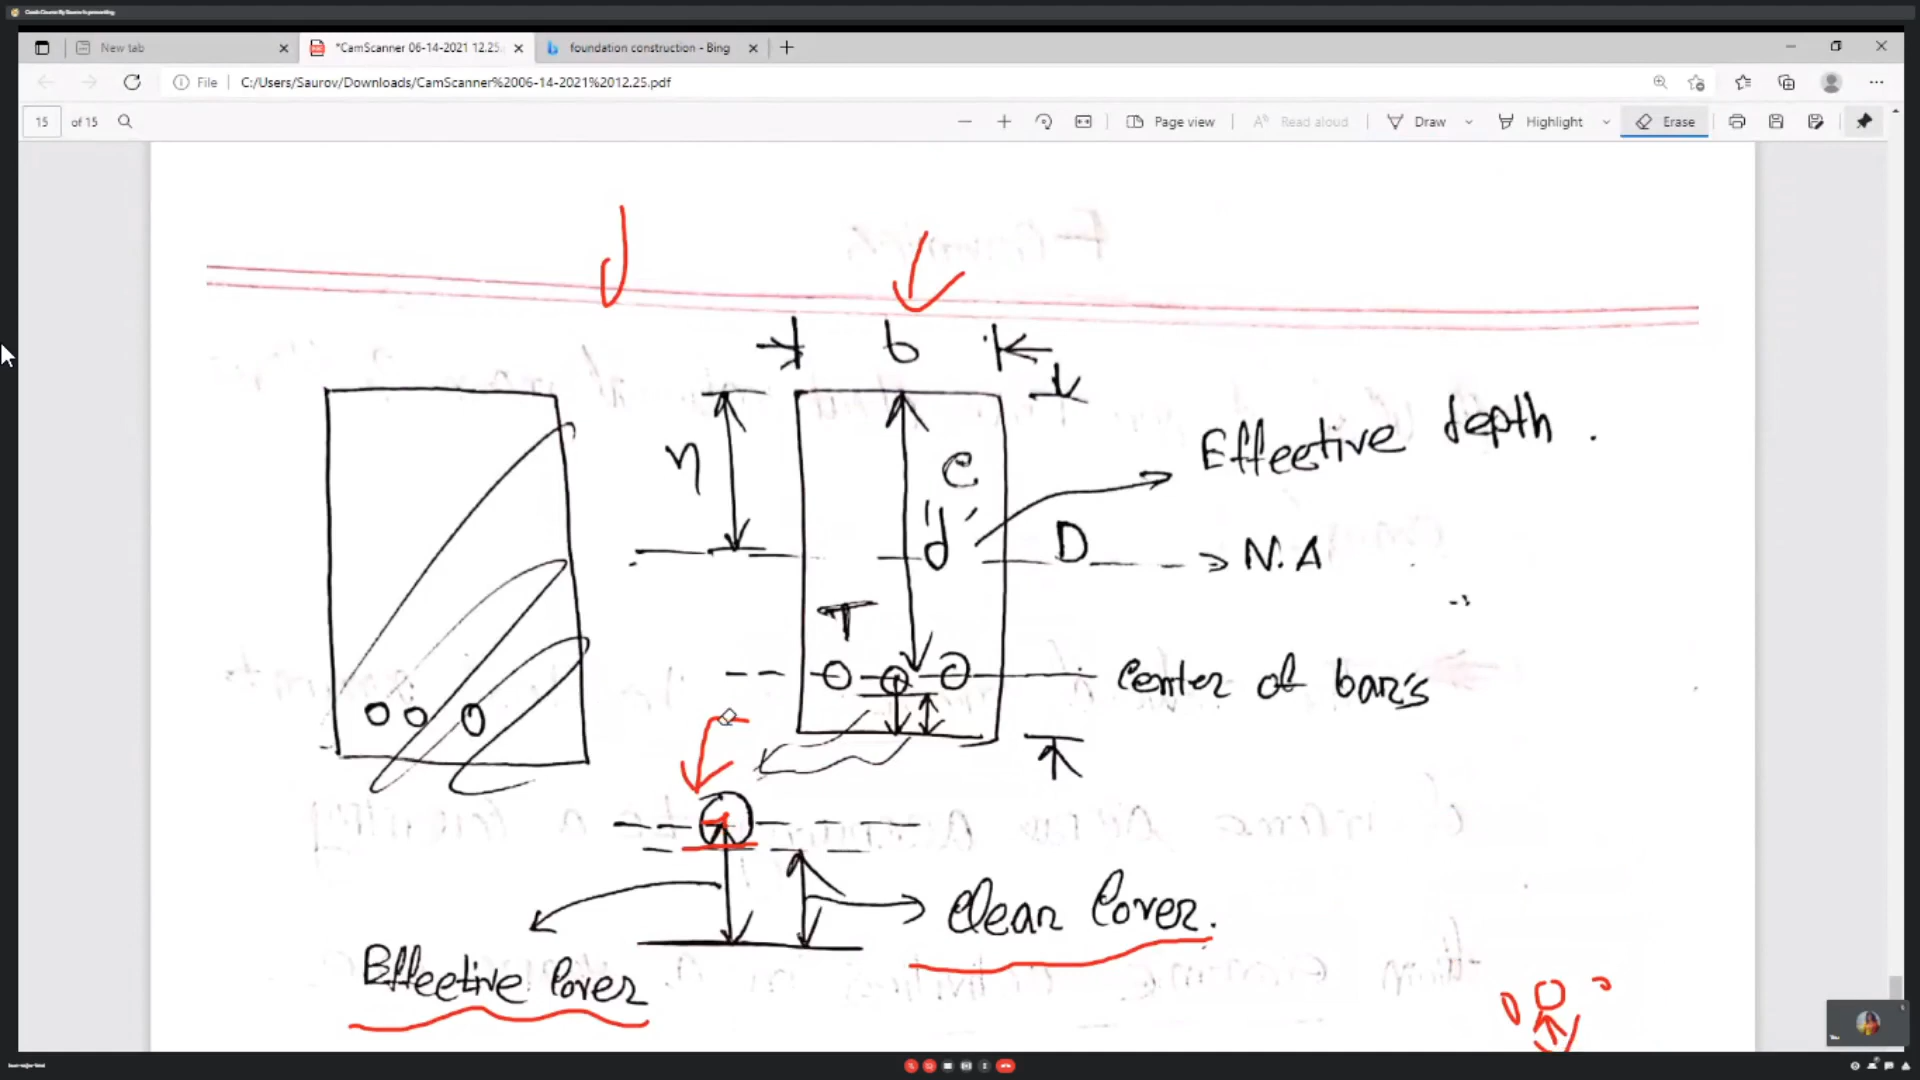 New tab
*CamScanner 06-14-2021 12.25.
foundation construction - Bing
File
C:/Users/Saurov/Downloads/CamScanner%2006-14-2021%2012.25.pdf
15 of 15
Page view
Read aloud
Draw
Highlight
Erase
b
η
C
Effective depth.
'd'
D
N.A
T
center of bar's
clear cover.
Effective cover